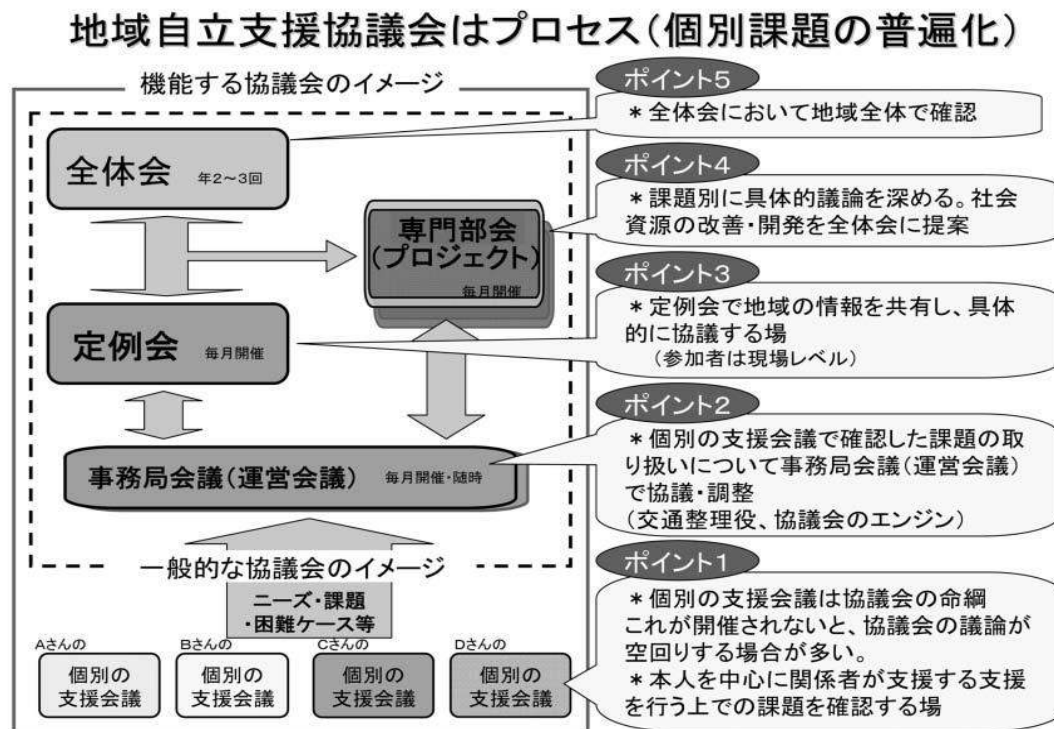 地域自立支援協議会はプロセス(個別課題の普遍化)
機能する協議会のイメージ
全体会 年2～3回
専門部会
(プロジェクト)
毎月開催
定例会 毎月開催
事務局会議(運営会議) 毎月開催・随時
一般的な協議会のイメージ
ニーズ・課題
・困難ケース等
Aさんの
個別の
支援会議
Bさんの
個別の
支援会議
Cさんの
個別の
支援会議
Dさんの
個別の
支援会議
ポイント5
＊全体会において地域全体で確認
ポイント4
＊課題別に具体的議論を深める。社会
資源の改善・開発を全体会に提案
ポイント3
＊定例会で地域の情報を共有し、具体
的に協議する場
(参加者は現場レベル)
ポイント2
＊個別の支援会議で確認した課題の取
り扱いについて事務局会議(運営会議)
で協議・調整
(交通整理役、協議会のエンジン)
ポイント1
＊個別の支援会議は協議会の命綱
これが開催されないと、協議会の議論が
空回りする場合が多い。
＊本人を中心に関係者が支援する支援
を行う上での課題を確認する場